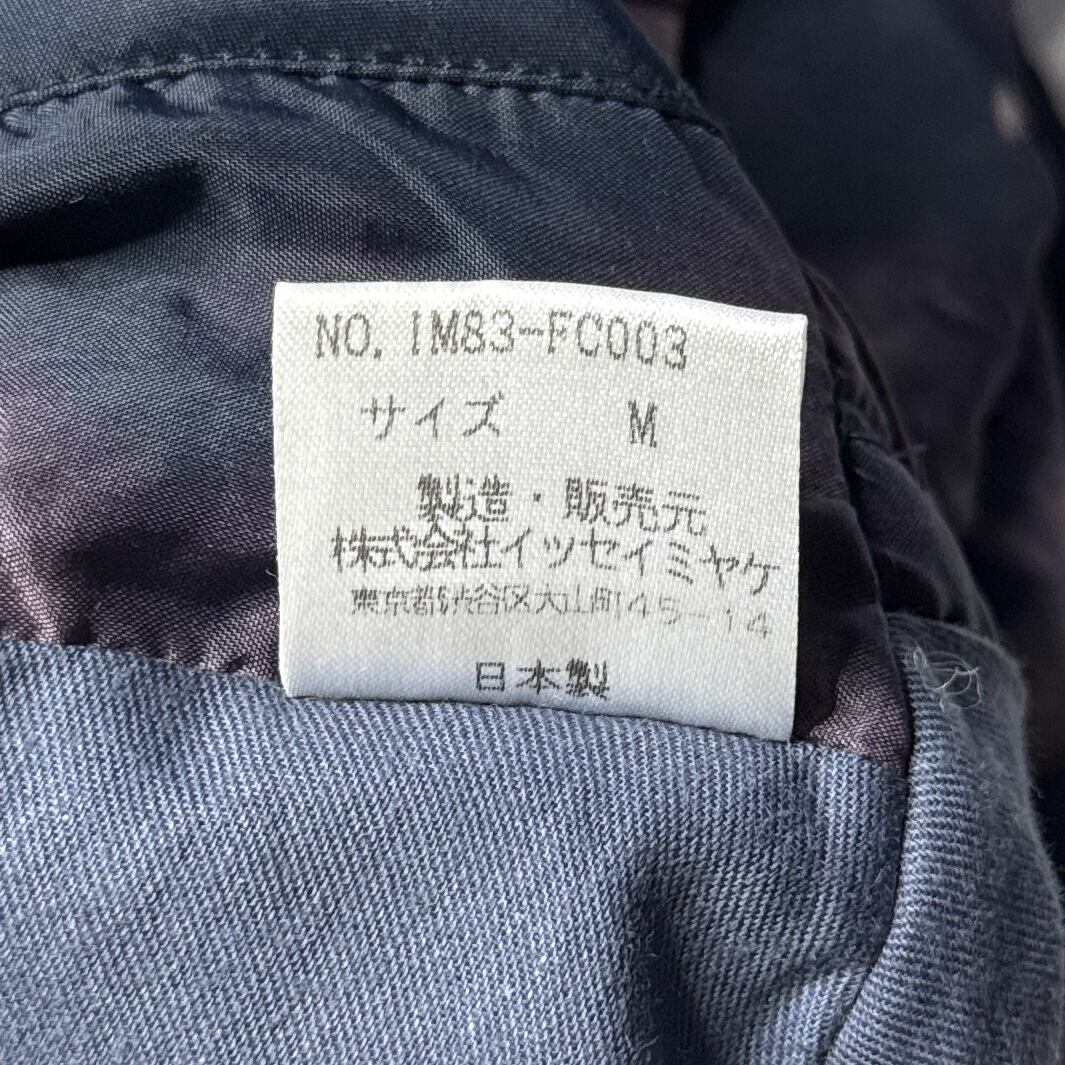 NO. IM83-FC003
サイズ M
製造・販売元
株式会社イッセイミヤケ
東京都渋谷区大山町45-14
日本製